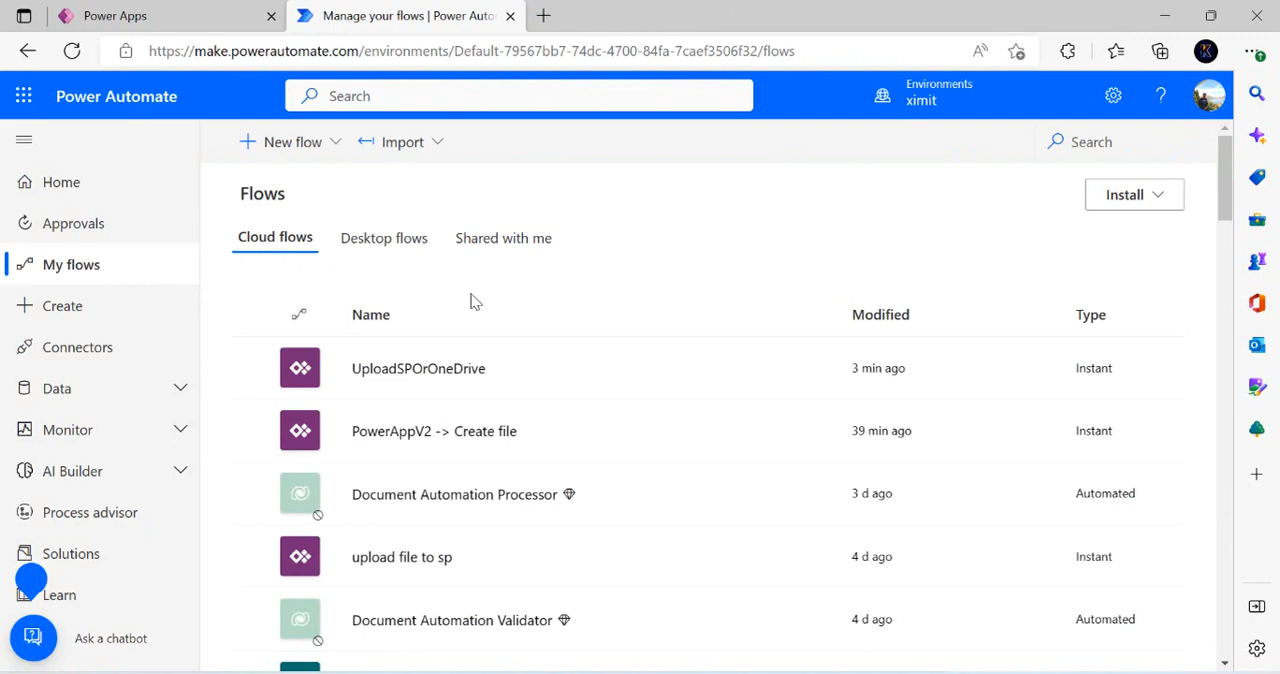 Power Apps
Manage your flows | Power Auto
https://make.powerautomate.com/environments/Default-79567bb7-74dc-4700-84fa-7caef3506f32/flows
Power Automate
Search
Environments
ximit
New flow
Import
Search
Home
Approvals
My flows
Create
Connectors
Data
Monitor
AI Builder
Process advisor
Solutions
Learn
Ask a chatbot
Flows
Install
Cloud flows
Desktop flows
Shared with me
Name Modified Type
UploadSPOrOneDrive 3 min ago Instant
PowerAppV2 -> Create file 39 min ago Instant
Document Automation Processor 3 d ago Automated
upload file to sp 4 d ago Instant
Document Automation Validator 4 d ago Automated